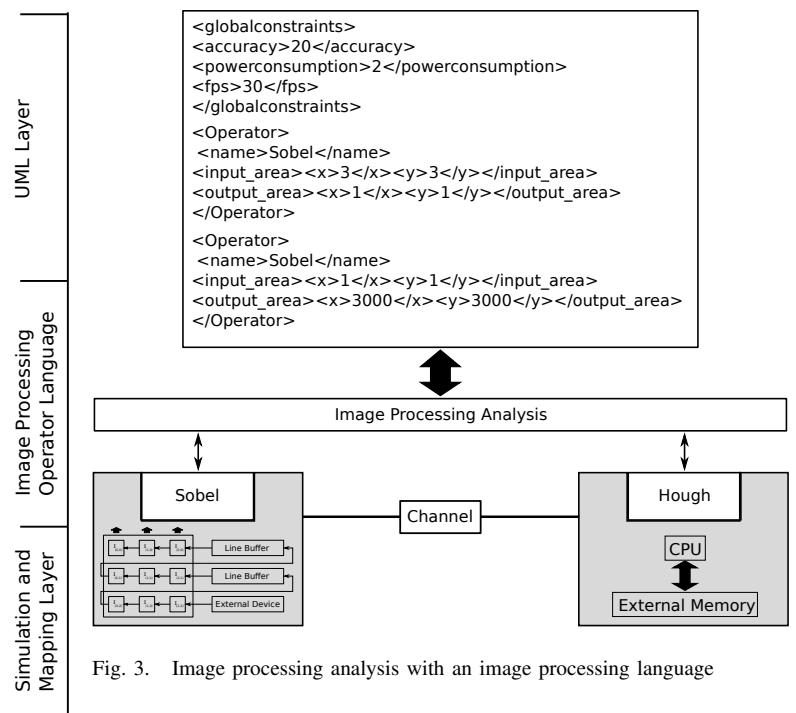 UML Layer
<globalconstraints>
<accuracy>20</accuracy>
<powerconsumption>2</powerconsumption>
<fps>30</fps>
</globalconstraints>
<Operator>
<name>Sobel</name>
<input_area><x>3</x><y>3</y></input_area>
<output_area><x>1</x><y>1</y></output_area>
</Operator>
<Operator>
<name>Sobel</name>
<input_area><x>1</x><y>1</y></input_area>
<output_area><x>3000</x><y>3000</y></output_area>
</Operator>
Image Processing
Operator Language
Image Processing Analysis
Sobel
Channel
Hough
Simulation and
Mapping Layer
Line Buffer
Line Buffer
External Device
CPU
External Memory
Fig. 3. Image processing analysis with an image processing language